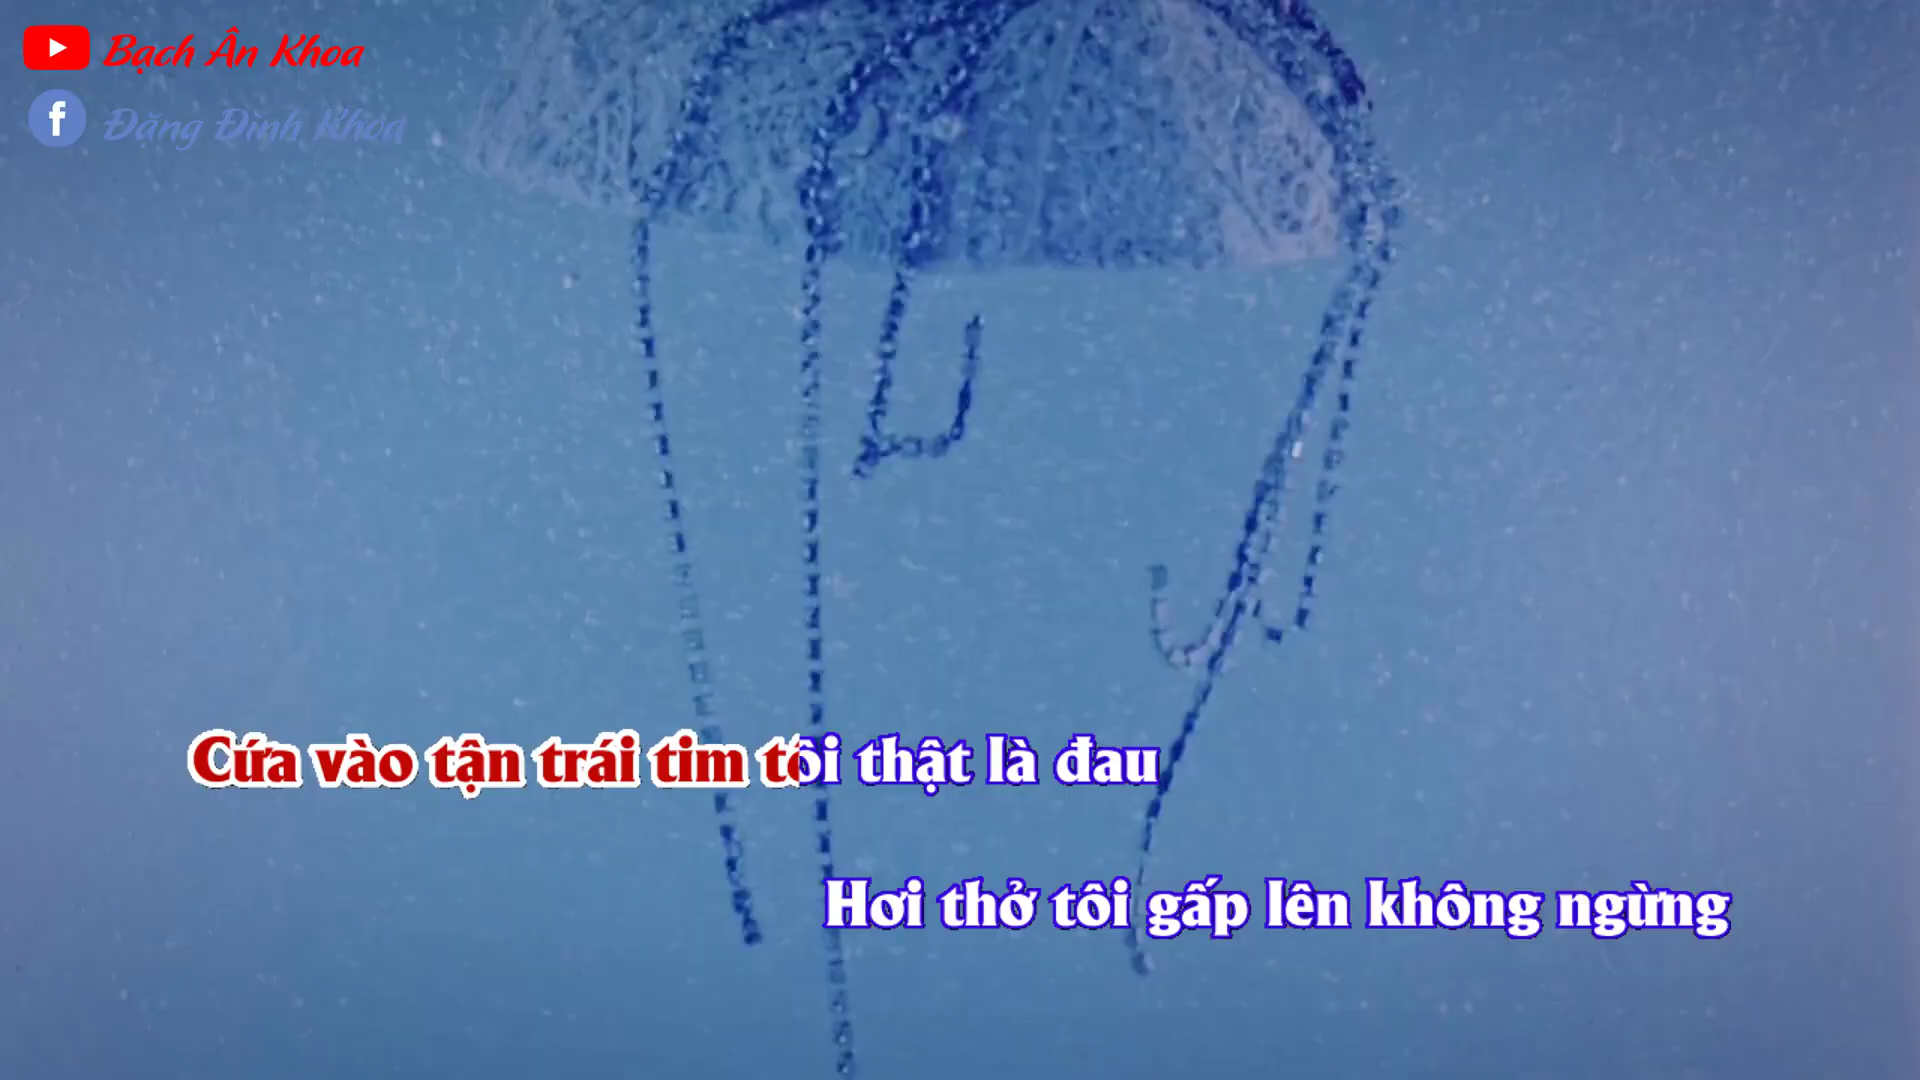 Bạch Ân Khoa
Đặng Đình Khoa
Cứa vào tận trái tim tôi thật là đau
Hơi thở tôi gấp lên không ngừng